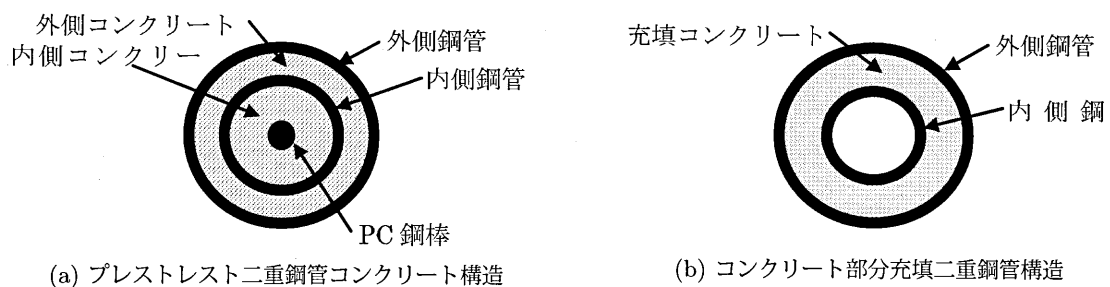 外側コンクリート
内側コンクリー
外側鋼管
内側鋼管
PC 鋼棒
(a) プレストレスト二重鋼管コンクリート構造
充填コンクリート
外側鋼管
内 側 鋼
(b) コンクリート部分充填二重鋼管構造